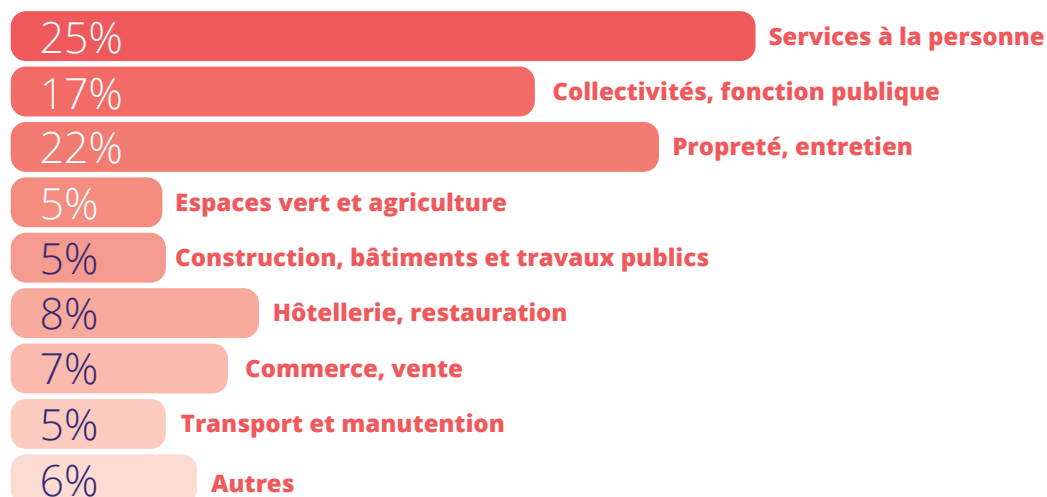 25% Services à la personne
17% Collectivités, fonction publique
22% Propreté, entretien
5% Espaces vert et agriculture
5% Construction, bâtiments et travaux publics
8% Hôtellerie, restauration
7% Commerce, vente
5% Transport et manutention
6% Autres